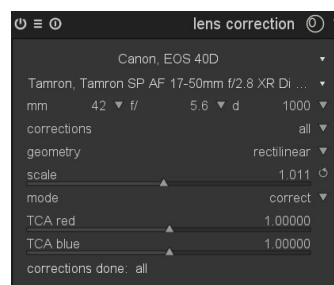 lens correction
Canon, EOS 40D
Tamron, Tamron SP AF 17-50mm f/2.8 XR Di ...
mm 42 f/ 5.6 d 1000
corrections all
geometry rectilinear
scale 1.011
mode correct
TCA red 1.00000
TCA blue 1.00000
corrections done: all